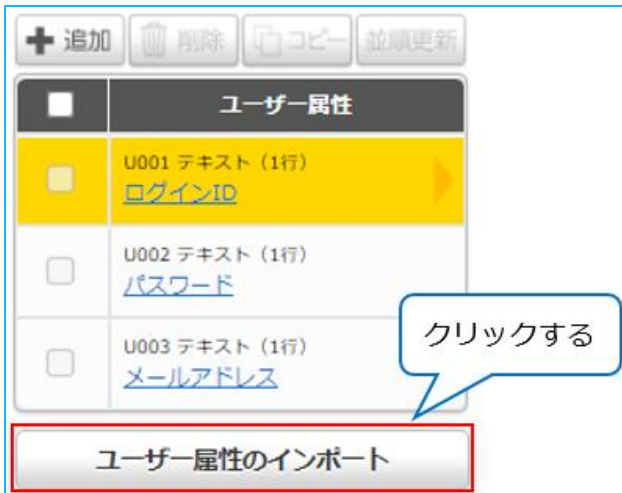 追加 削除 コピー 並順更新
ユーザー属性
U001 テキスト（1行）
ログインID
U002 テキスト（1行）
パスワード
U003 テキスト（1行）
メールアドレス
クリックする
ユーザー属性のインポート